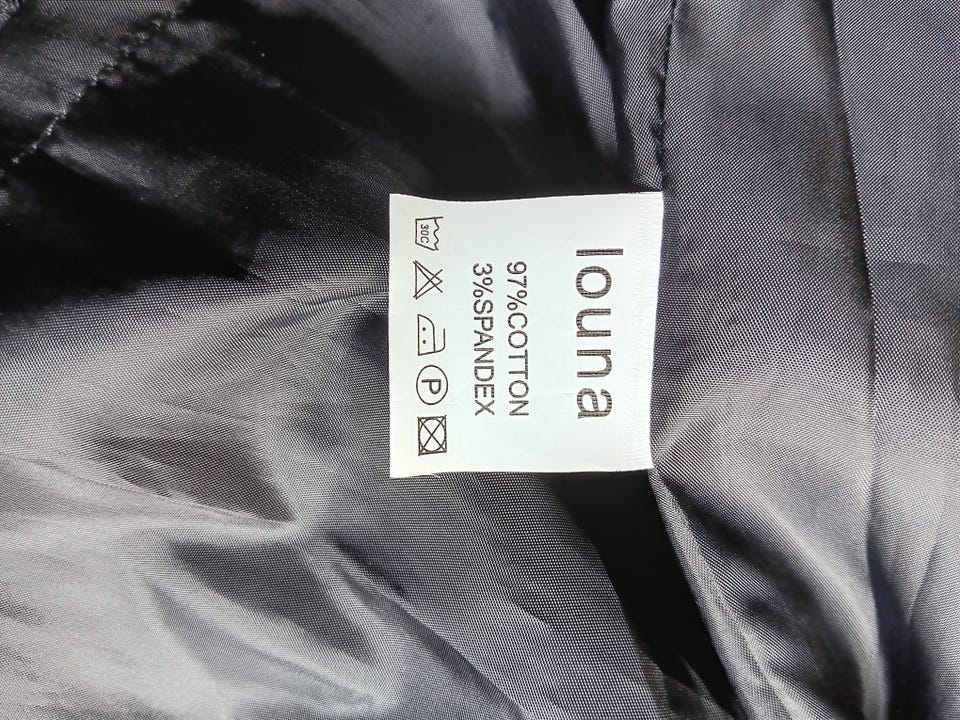 louna
97%COTTON
3%SPANDEX
30C P